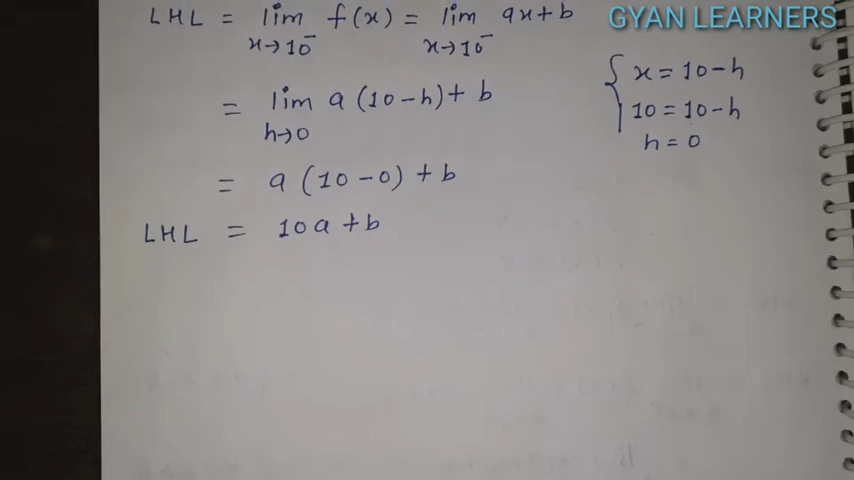 LHL = lim f(x) = lim ax+b
x→10⁻ x→10⁻
GYAN LEARNERS
= lim a (10-h)+ b
h→0
= a (10-0) + b
LHL = 10a + b
{ x = 10-h
10 = 10-h
h = 0